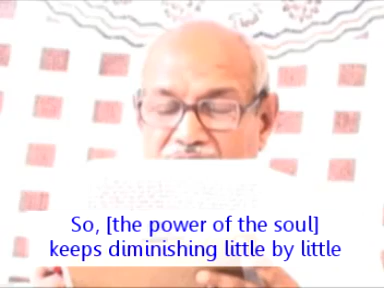 So, [the power of the soul]
keeps diminishing little by little